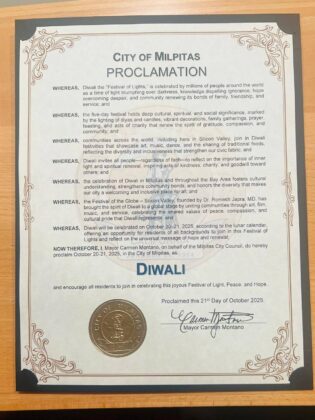 CITY OF MILPITAS
PROCLAMATION
WHEREAS, Diwali the "Festival of Lights," is celebrated by millions of people around the world
as a time of light triumphing over darkness, knowledge dispelling ignorance, hope
overcoming despair, and community renewing its bonds of family, friendship, and
service; and
WHEREAS, the five-day festival holds deep cultural, spiritual, and social significance, marked
by the lighting of diyas and candles, vibrant decorations, family gatherings, prayer,
feasting, and acts of charity that renew the spirit of gratitude, compassion, and
community; and
WHEREAS, communities across the world, including here in Silicon Valley, join in Diwali
festivities that showcase art, music, dance, and the sharing of traditional foods,
reflecting the diversity and inclusiveness that strengthen our civic fabric; and
WHEREAS, Diwali invites all people—regardless of faith—to reflect on the importance of inner
light and spiritual renewal, inspiring acts of kindness, charity, and goodwill toward
others; and
WHEREAS, the celebration of Diwali in Milpitas and throughout the Bay Area fosters cultural
understanding, strengthens community bonds, and honors the diversity that makes
our city a welcoming and inclusive place for all; and
WHEREAS, the Festival of the Globe – Silicon Valley, founded by Dr. Romesh Japra, MD, has
brought the spirit of Diwali to a global stage by uniting communities through art, film,
music, and service, celebrating the shared values of peace, compassion, and
cultural pride that Diwali represents; and
WHEREAS, Diwali will be celebrated on October 20-21, 2025, according to the lunar calendar,
offering an opportunity for residents of all backgrounds to join in this Festival of
Lights and reflect on the universal message of hope and renewal;
NOW THEREFORE, I, Mayor Carmen Montano, on behalf of the Milpitas City Council, do hereby
proclaim October 20-21, 2025, in the City of Milpitas, as
DIWALI
and encourage all residents to join in celebrating this joyous Festival of Light, Peace, and Hope.
Proclaimed this 21st Day of October 2025.
Carmen Montano
Mayor Carmen Montano
CITY OF MILPITAS